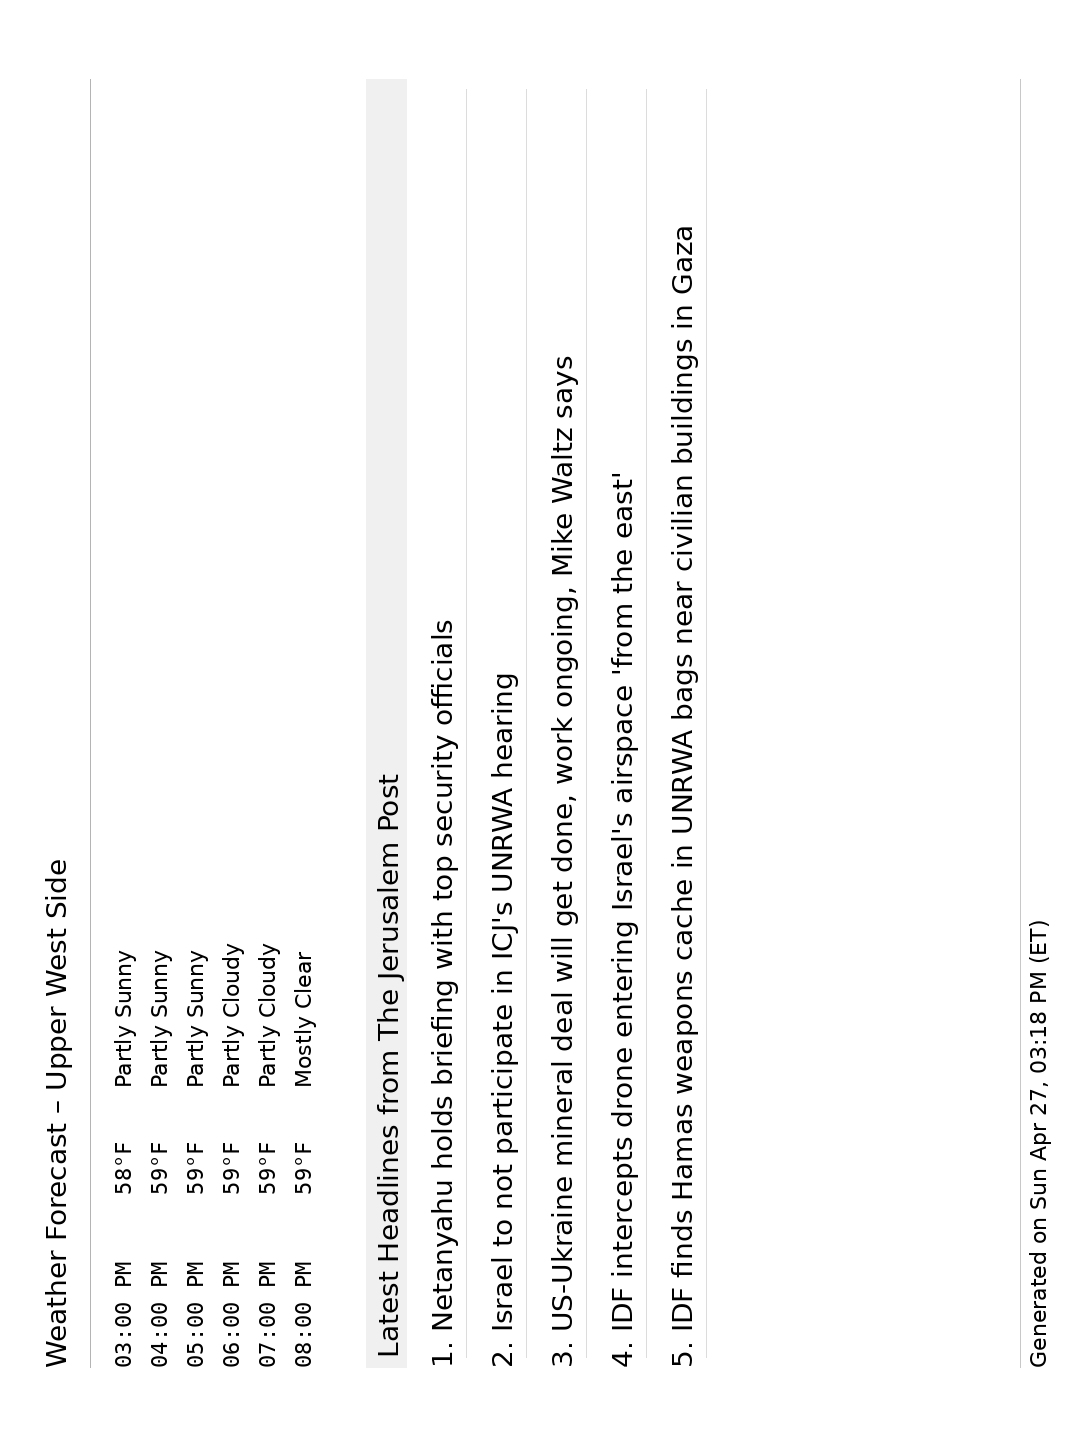 Weather Forecast – Upper West Side
03:00 PM 58°F Partly Sunny
04:00 PM 59°F Partly Sunny
05:00 PM 59°F Partly Sunny
06:00 PM 59°F Partly Cloudy
07:00 PM 59°F Partly Cloudy
08:00 PM 59°F Mostly Clear
Latest Headlines from The Jerusalem Post
1. Netanyahu holds briefing with top security officials
2. Israel to not participate in ICJ's UNRWA hearing
3. US-Ukraine mineral deal will get done, work ongoing, Mike Waltz says
4. IDF intercepts drone entering Israel's airspace 'from the east'
5. IDF finds Hamas weapons cache in UNRWA bags near civilian buildings in Gaza
Generated on Sun Apr 27, 03:18 PM (ET)